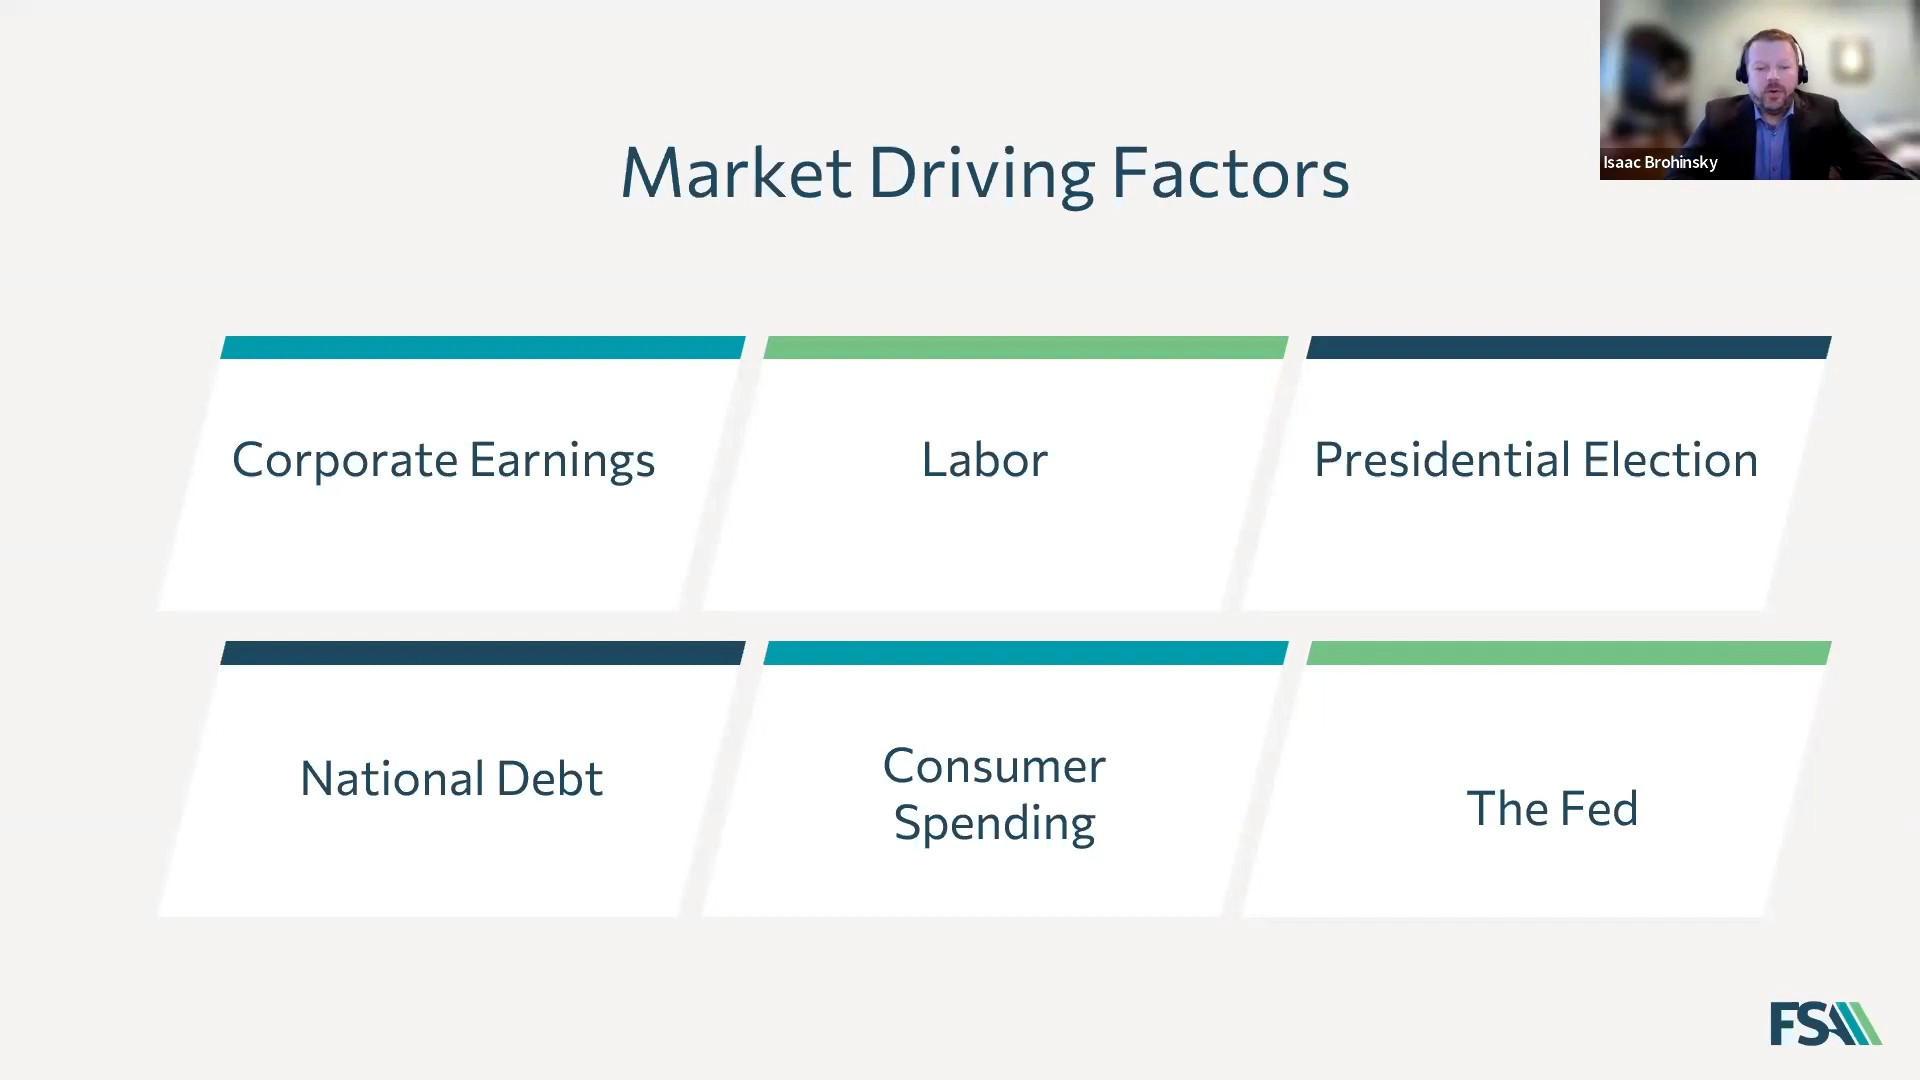 Isaac Brohinsky
Market Driving Factors
Corporate Earnings
Labor
Presidential Election
National Debt
Consumer
Spending
The Fed
FSA